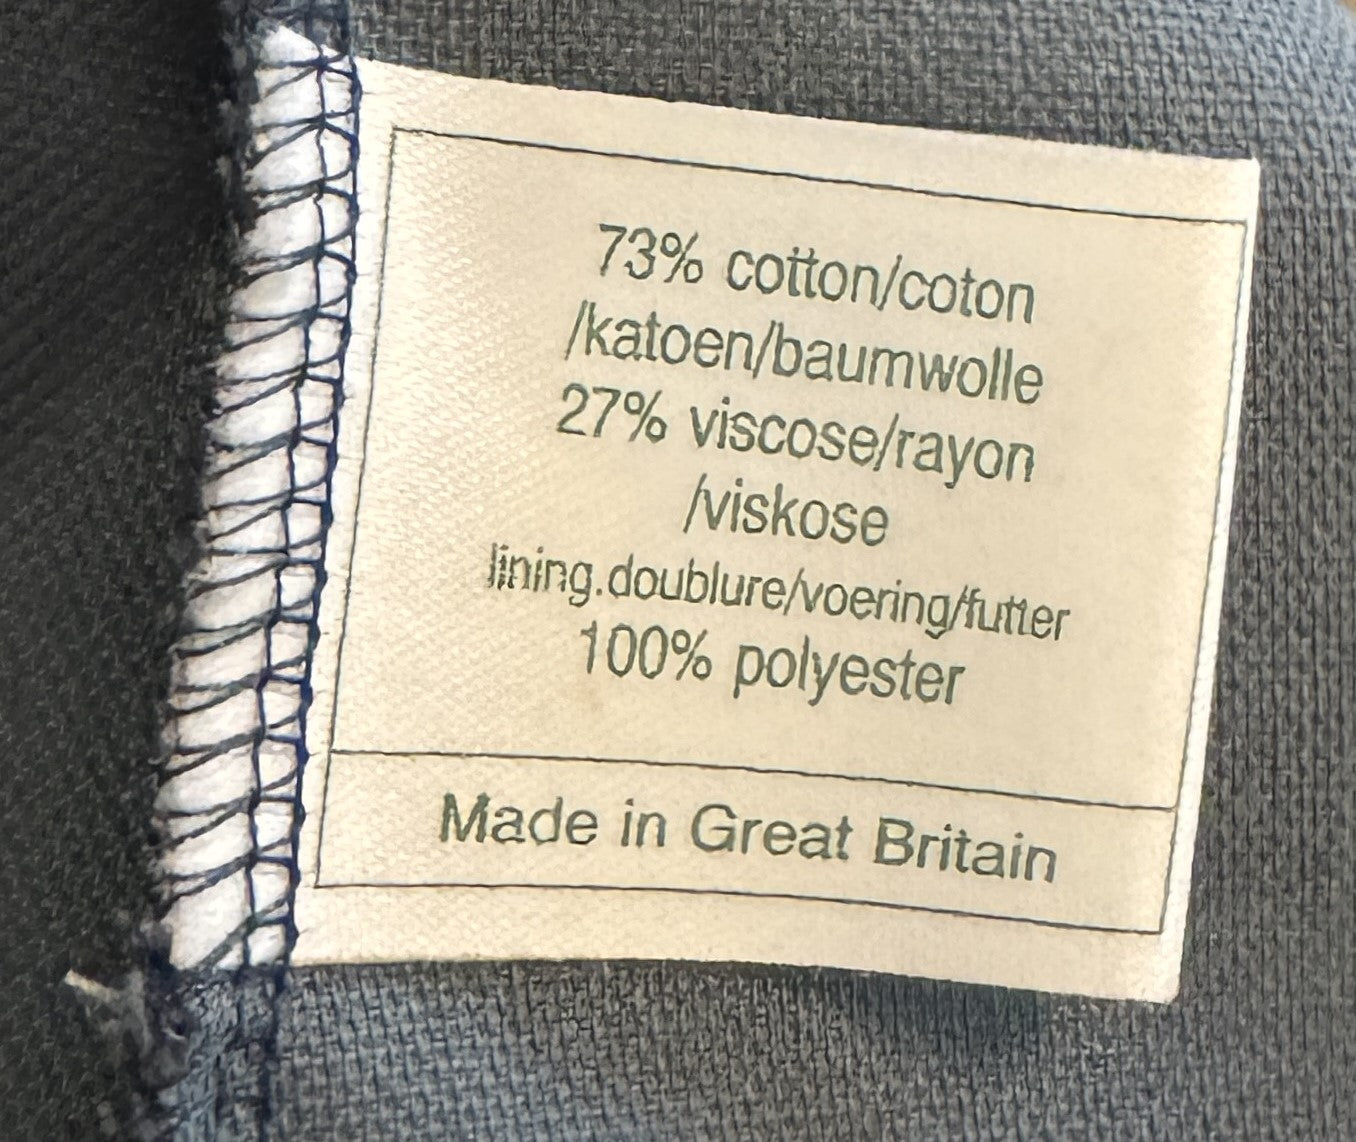 73% cotton/coton
/katoen/baumwolle
27% viscose/rayon
/viskose
lining.doublure/voering/futter
100% polyester
Made in Great Britain